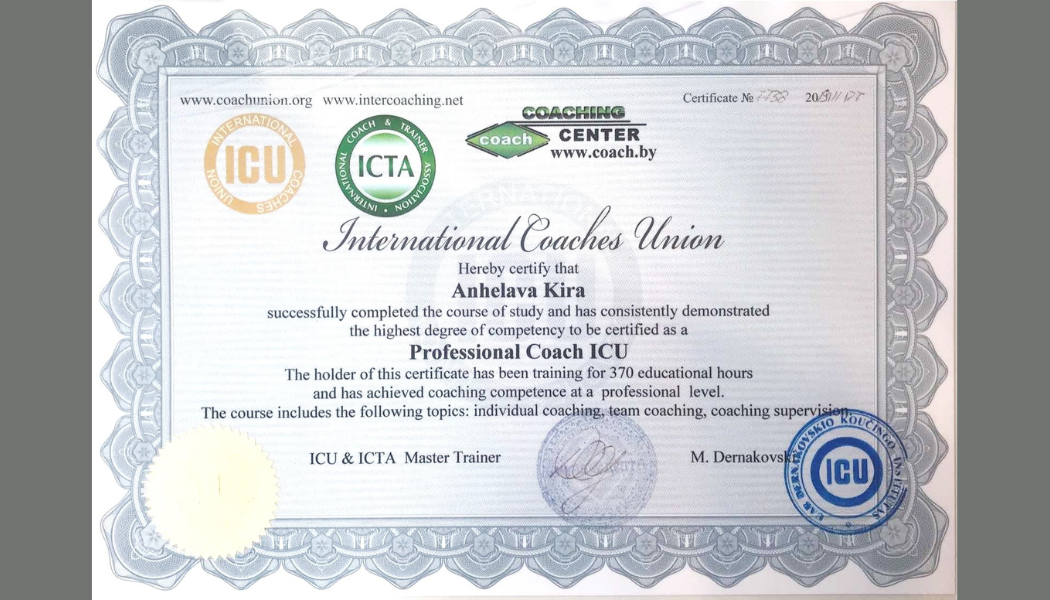 www.coachunion.org www.intercoaching.net
Certificate №
INTERNATIONAL COACHES UNION
ICU
INTERNATIONAL COACH & TRAINER ASSOCIATION
ICTA
COACHING
coach CENTER
www.coach.by
International Coaches Union
Hereby certify that
Anhelava Kira
successfully completed the course of study and has consistently demonstrated
the highest degree of competency to be certified as a
Professional Coach ICU
The holder of this certificate has been training for 370 educational hours
and has achieved coaching competence at a professional level.
The course includes the following topics: individual coaching, team coaching, coaching supervision.
ICU & ICTA Master Trainer
M.
UAB DERNAKOVSKIO KOUČINGO INSTITUTAS
ICU